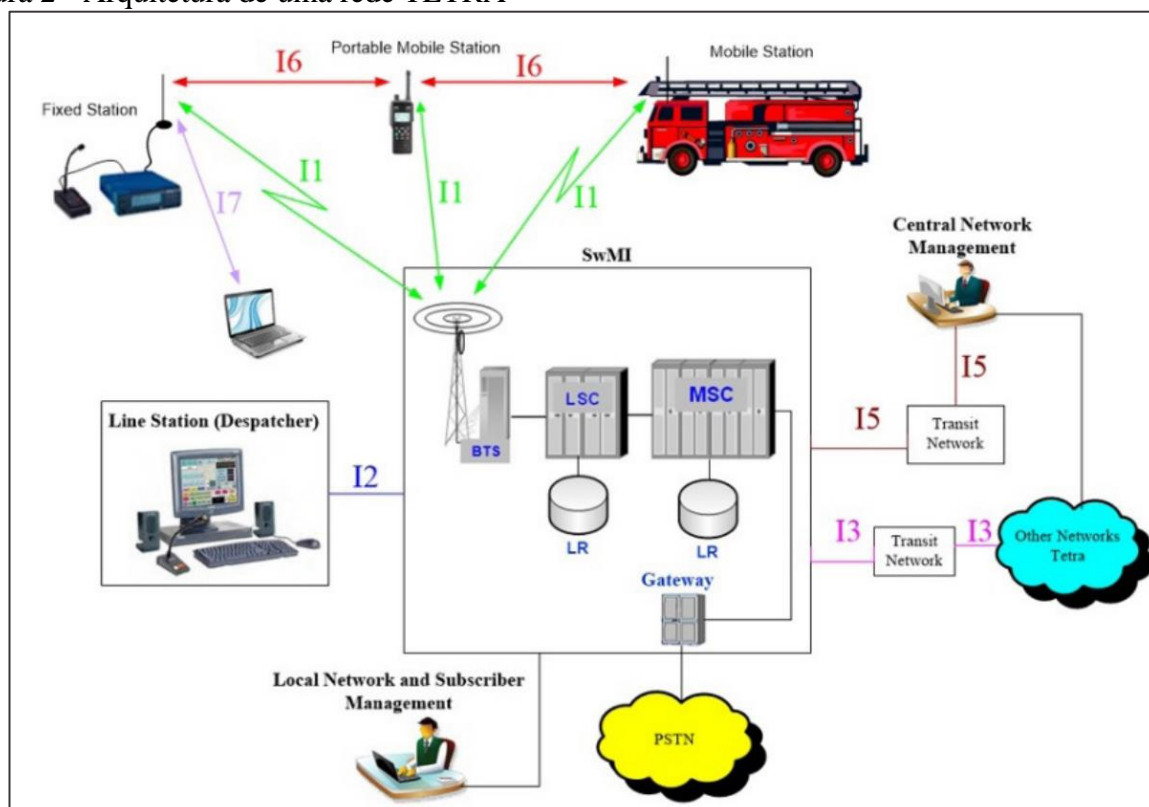 Arquitetura de uma rede TETRA
Portable Mobile Station
Mobile Station
I6
I6
Fixed Station
I1
I7
I1
I1
Central Network
Management
SwMI
I5
LSC
MSC
Line Station (Despatcher)
I5
Transit
Network
BTS
I2
LR
LR
I3
Transit
Network
I3
Other Networks
Tetra
Gateway
Local Network and Subscriber
Management
PSTN